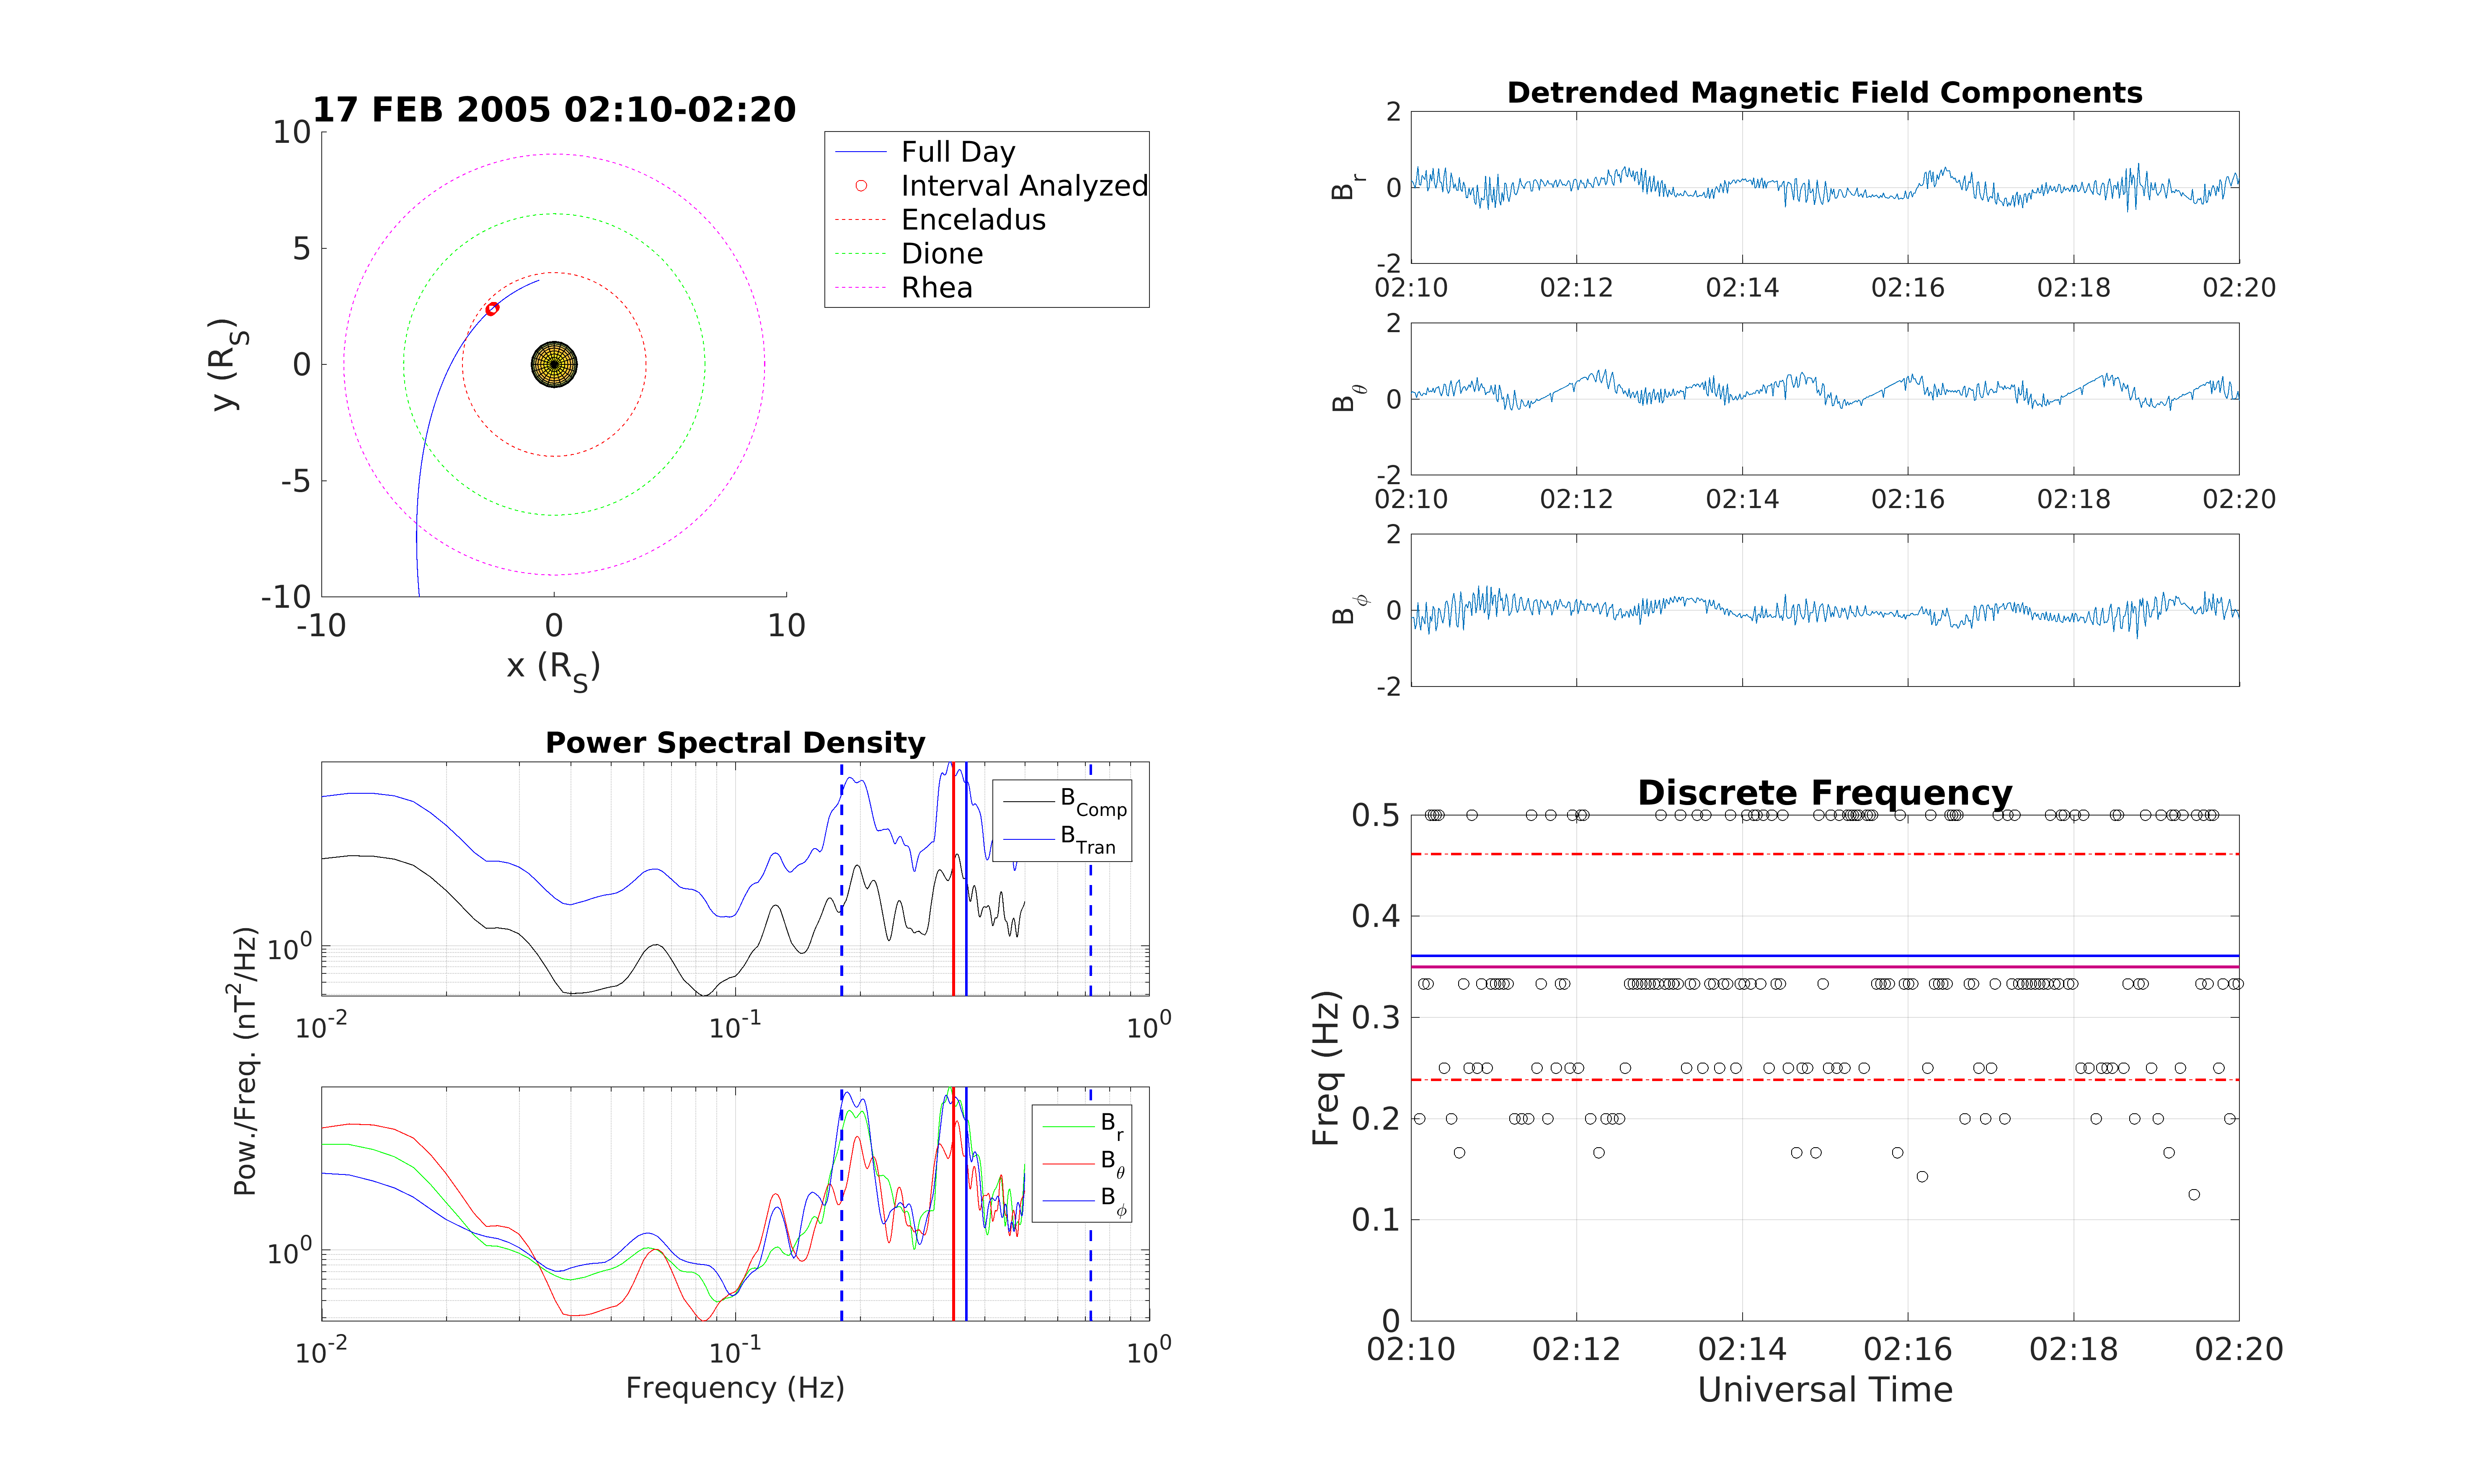 17 FEB 2005 02:10-02:20
10
5
0
-5
-10
-10
0
10
y (R_S)
x (R_S)
Full Day
Interval Analyzed
Enceladus
Dione
Rhea
Detrended Magnetic Field Components
2
0
-2
B_r
02:10 02:12 02:14 02:16 02:18 02:20
2
0
-2
B_θ
02:10 02:12 02:14 02:16 02:18 02:20
2
0
-2
B_ϕ
Power Spectral Density
10^0
10^-2 10^-1 10^0
B_Comp
B_Tran
Pow./Freq. (nT^2/Hz)
10^0
10^-2 10^-1 10^0
B_r
B_θ
B_ϕ
Frequency (Hz)
Discrete Frequency
0.5
0.4
0.3
0.2
0.1
0
Freq (Hz)
02:10 02:12 02:14 02:16 02:18 02:20
Universal Time